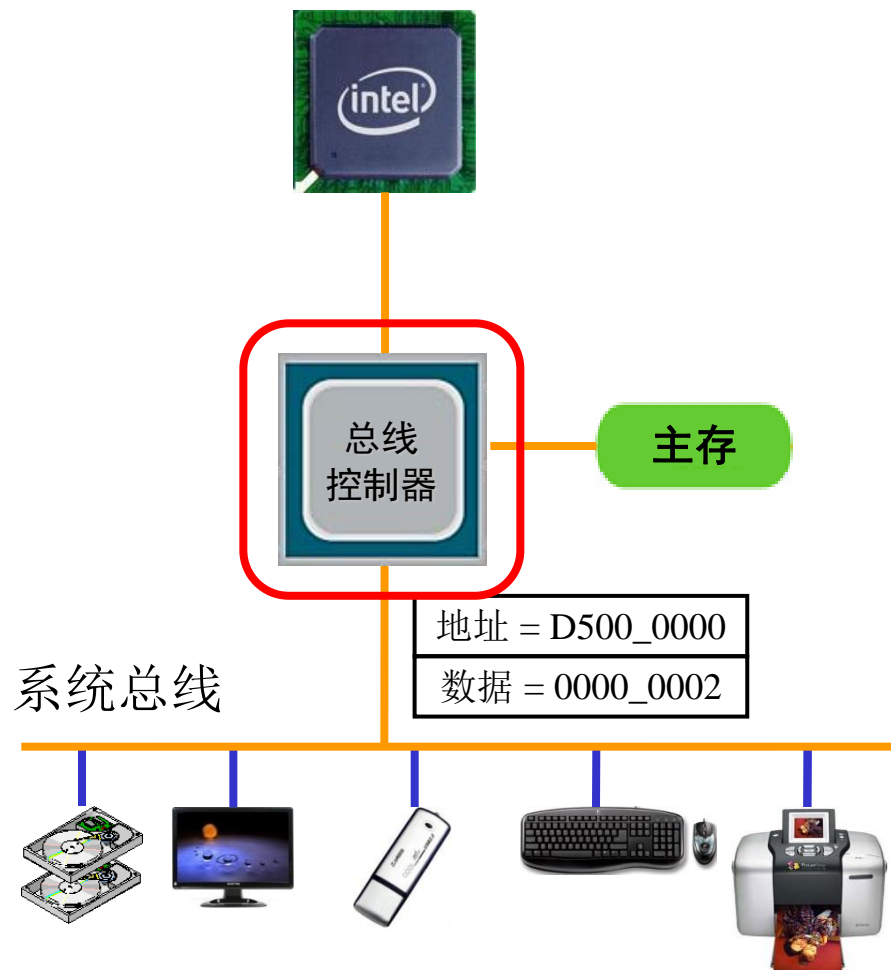 intel
总线
控制器
主存
地址 = D500_0000
数据 = 0000_0002
系统总线